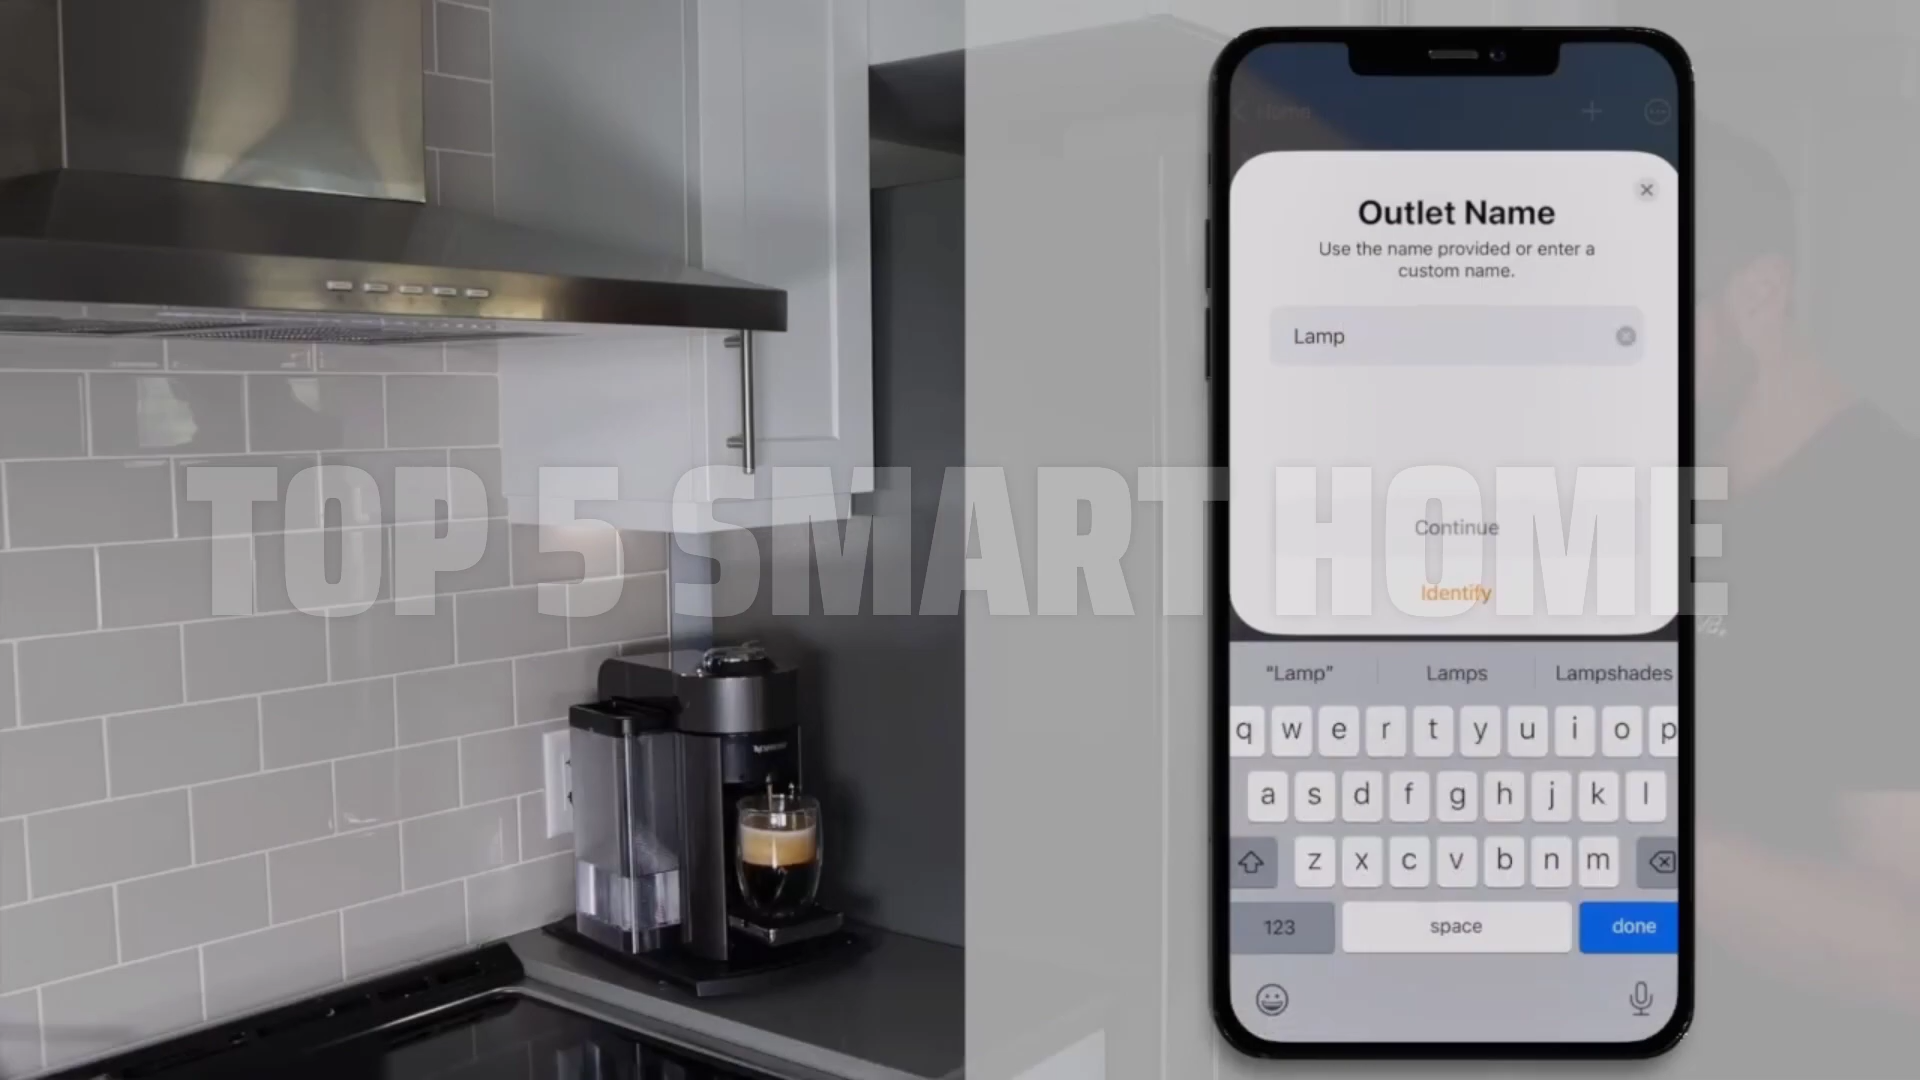 Home
Outlet Name
Use the name provided or enter a
custom name.
Lamp
TOP 5 SMART HOME
Continue
Identify
“Lamp” Lamps Lampshades
q w e r t y u i o p
a s d f g h j k l
z x c v b n m
123 space done